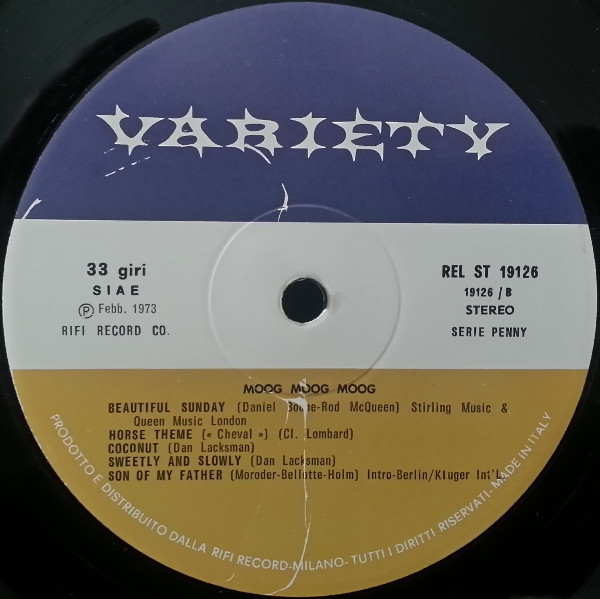 VARIETY
33 giri
SIAE
Ⓟ Febb. 1973
RIFI RECORD CO.
REL ST 19126
19126 / B
STEREO
SERIE PENNY
MOOG MOOG MOOG
BEAUTIFUL SUNDAY (Daniel Boone-Rod McQueen) Stirling Music &
Queen Music London
HORSE THEME (« Cheval ») (Cl. Lombard)
COCONUT (Dan Lacksman)
SWEETLY AND SLOWLY (Dan Lacksman)
SON OF MY FATHER (Moroder-Bellotte-Holm) Intro-Berlin/Kluger Int'L.
PRODOTTO E DISTRIBUITO DALLA RIFI RECORD-MILANO- TUTTI I DIRITTI RISERVATI-MADE IN ITALY